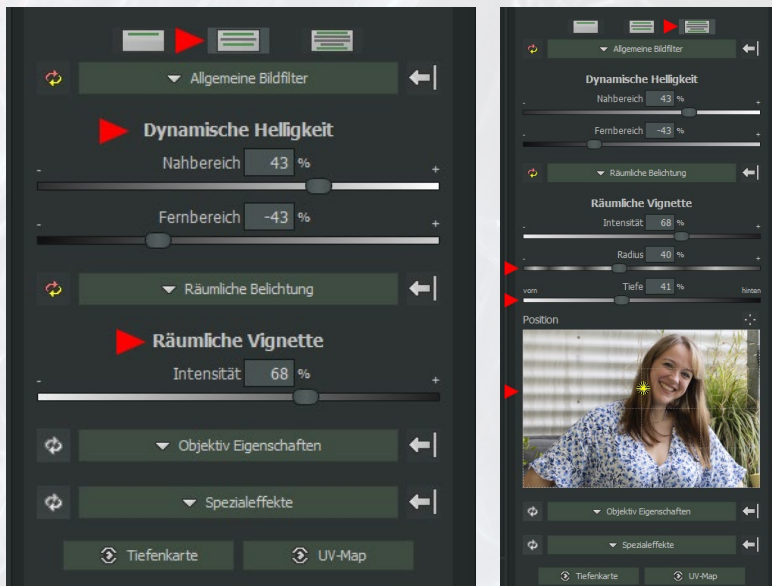 Allgemeine Bildfilter
Dynamische Helligkeit
Nahbereich 43 %
- +
Fernbereich -43 %
- +
Räumliche Belichtung
Räumliche Vignette
Intensität 68 %
- +
Objektiv Eigenschaften
Spezialeffekte
Tiefenkarte UV-Map
Allgemeine Bildfilter
Dynamische Helligkeit
Nahbereich 43 %
- +
Fernbereich -43 %
- +
Räumliche Belichtung
Räumliche Vignette
Intensität 68 %
- +
Radius 40 %
- +
Tiefe 41 %
vorn hinten
Position
Objektiv Eigenschaften
Spezialeffekte
Tiefenkarte UV-Map